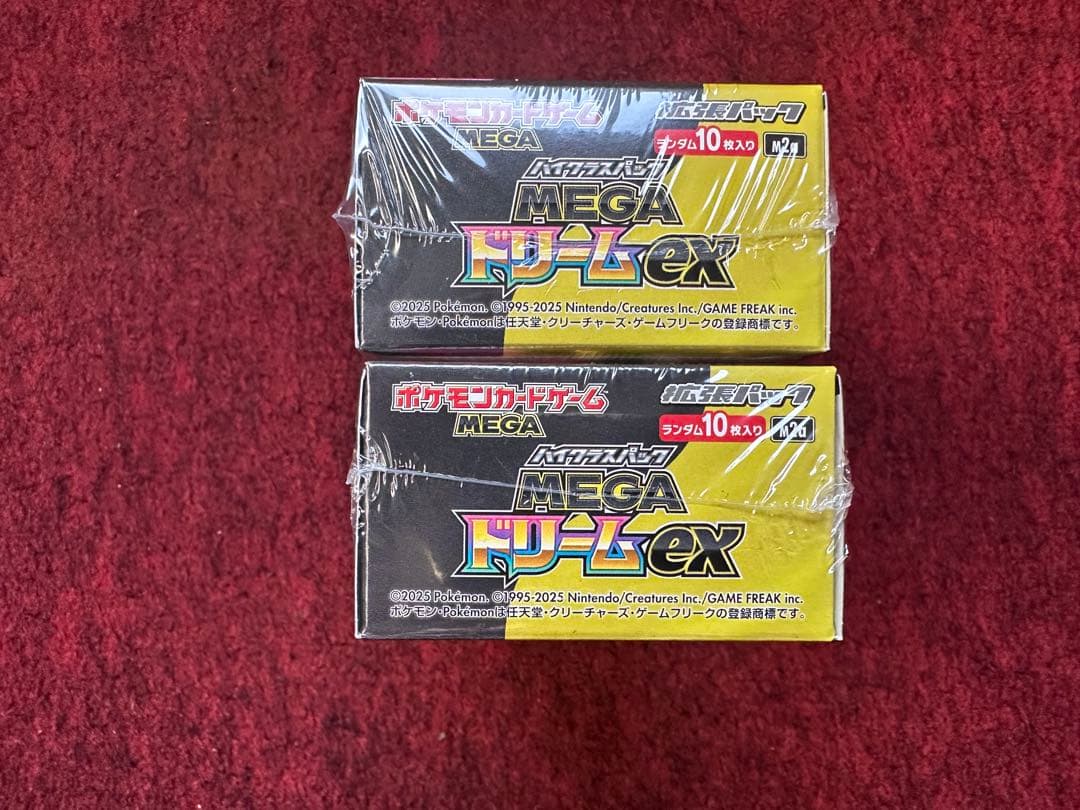 ポケモンカードゲーム 拡張パック
MEGA ランダム10枚入り M2a
ハイクラスパック
MEGA
ドリームex
©2025 Pokémon. ©1995-2025 Nintendo/Creatures Inc./GAME FREAK inc.
ポケモン・Pokémonは任天堂・クリーチャーズ・ゲームフリークの登録商標です。
ポケモンカードゲーム 拡張パック
MEGA ランダム10枚入り M2a
ハイクラスパック
MEGA
ドリームex
©2025 Pokémon. ©1995-2025 Nintendo/Creatures Inc./GAME FREAK inc.
ポケモン・Pokémonは任天堂・クリーチャーズ・ゲームフリークの登録商標です。